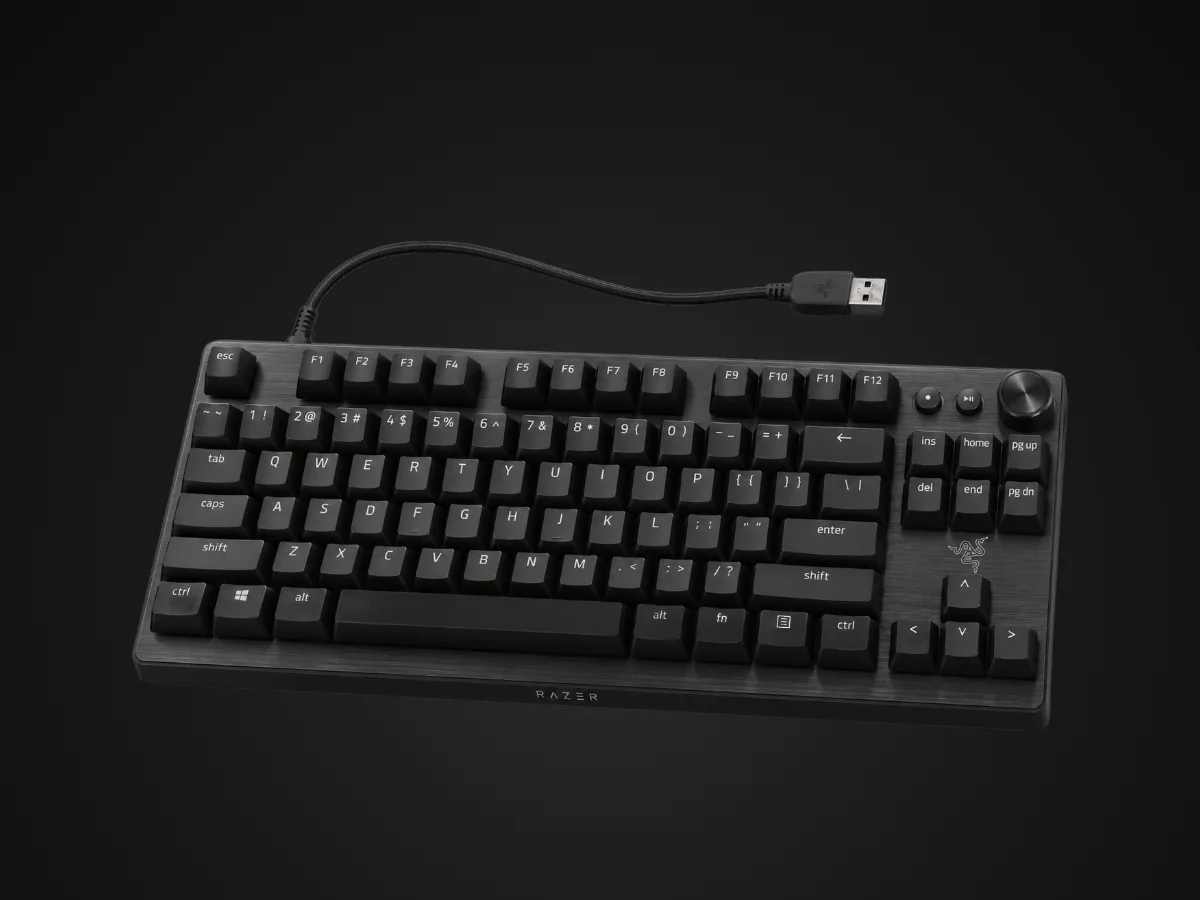 esc F1 F2 F3 F4 F5 F6 F7 F8 F9 F10 F11 F12
~ ~ 1 ! 2 @ 3 # 4 $ 5 % 6 ^ 7 & 8 * 9 ( 0 ) – _ = + ← ins home pg up
tab Q W E R T Y U I O P [ { ] } \ | del end pg dn
caps A S D F G H J K L ; : " " enter
shift Z X C V B N M . < : > / ? shift ^
ctrl alt alt fn ctrl < v >
RAZER